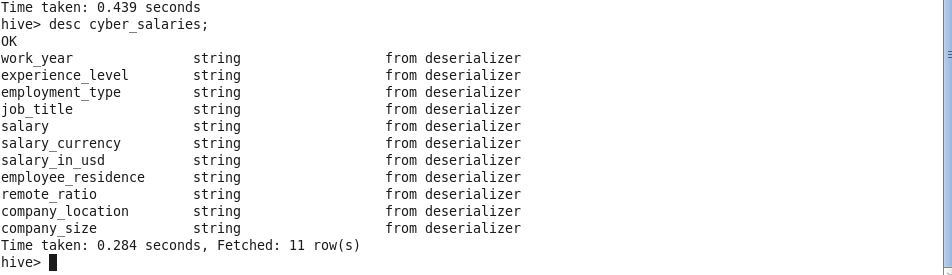 Time taken: 0.439 seconds
hive> desc cyber_salaries;
OK
work_year               string                  from deserializer
experience_level        string                  from deserializer
employment_type         string                  from deserializer
job_title               string                  from deserializer
salary                  string                  from deserializer
salary_currency         string                  from deserializer
salary_in_usd           string                  from deserializer
employee_residence      string                  from deserializer
remote_ratio            string                  from deserializer
company_location        string                  from deserializer
company_size            string                  from deserializer
Time taken: 0.284 seconds, Fetched: 11 row(s)
hive>